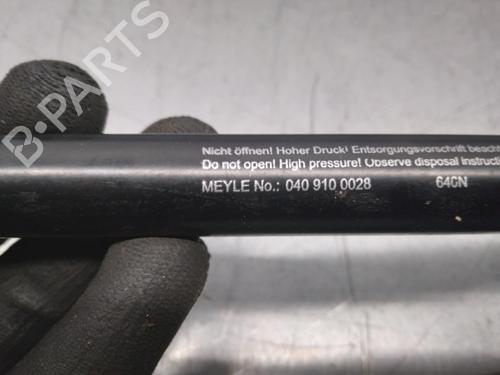 B-PARTS
Nicht öffnen! Hoher Druck! Entsorgungsvorschrift
Do not open! High pressure! Observe disposal
MEYLE No.: 040 910 0028 640N